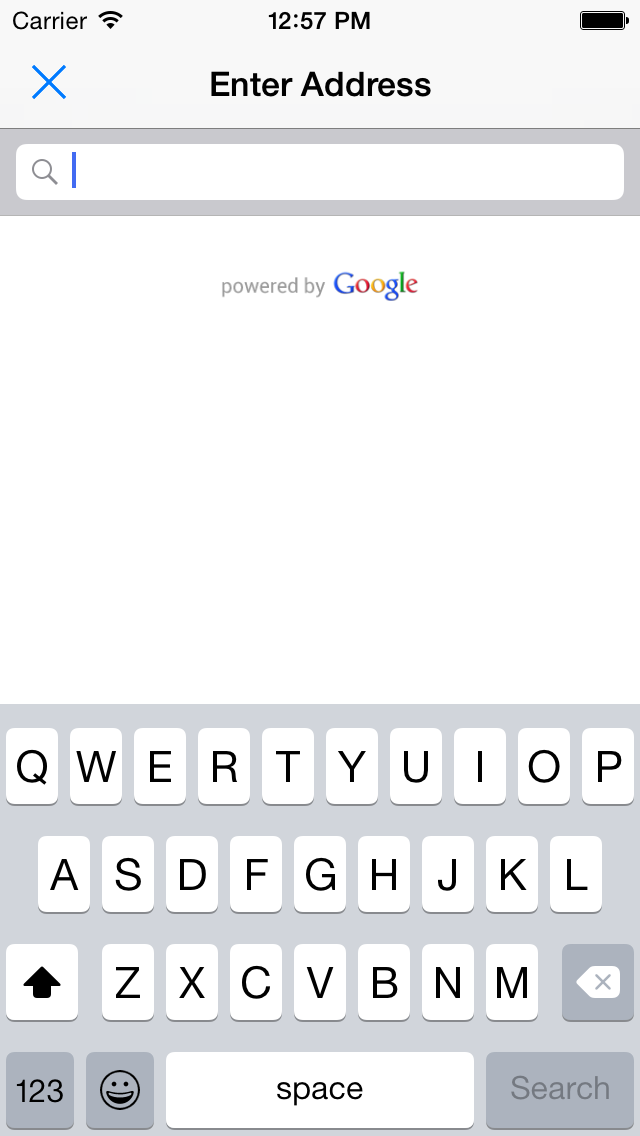 Carrier 12:57 PM
Enter Address
powered by Google
Q W E R T Y U I O P
A S D F G H J K L
Z X C V B N M
123 space Search